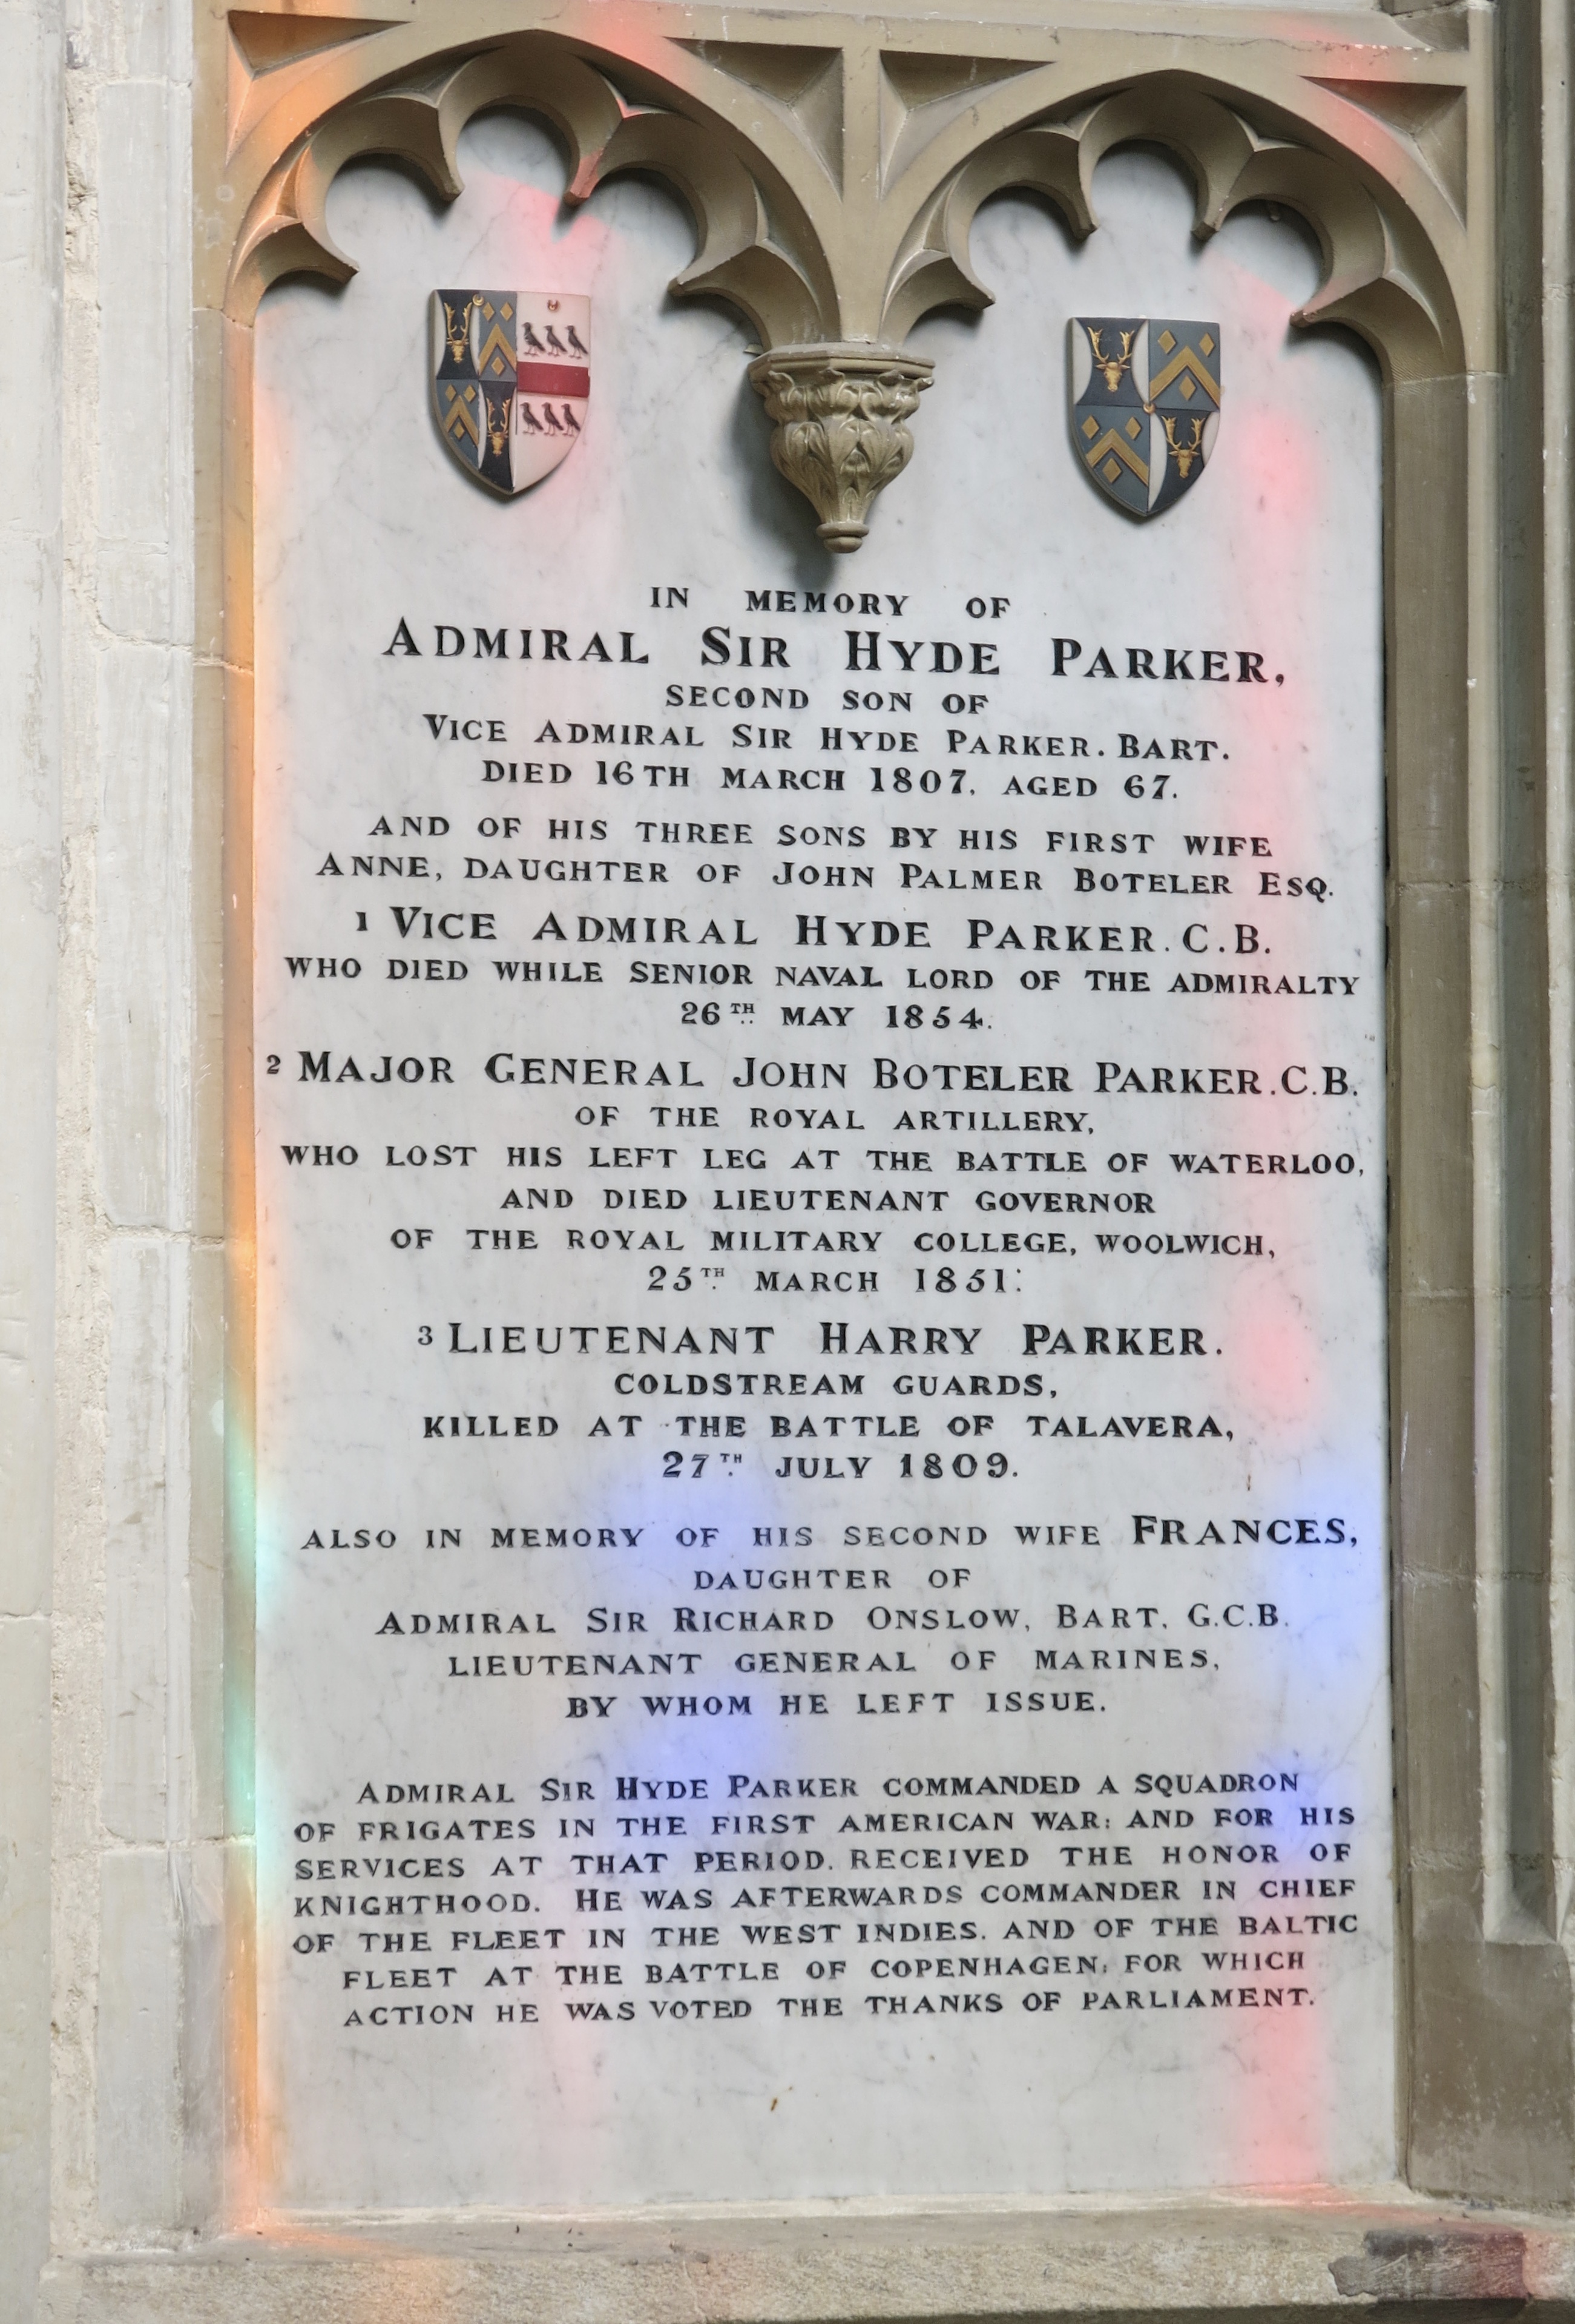 IN MEMORY OF
ADMIRAL SIR HYDE PARKER,
SECOND SON OF
VICE ADMIRAL SIR HYDE PARKER. BART.
DIED 16TH MARCH 1807, AGED 67.
AND OF HIS THREE SONS BY HIS FIRST WIFE
ANNE, DAUGHTER OF JOHN PALMER BOTELER ESQ.
1 VICE ADMIRAL HYDE PARKER. C.B.
WHO DIED WHILE SENIOR NAVAL LORD OF THE ADMIRALTY
26TH MAY 1854.
2 MAJOR GENERAL JOHN BOTELER PARKER. C.B.
OF THE ROYAL ARTILLERY,
WHO LOST HIS LEFT LEG AT THE BATTLE OF WATERLOO,
AND DIED LIEUTENANT GOVERNOR
OF THE ROYAL MILITARY COLLEGE, WOOLWICH,
25TH MARCH 1851:
3 LIEUTENANT HARRY PARKER.
COLDSTREAM GUARDS,
KILLED AT THE BATTLE OF TALAVERA,
27TH JULY 1809.
ALSO IN MEMORY OF HIS SECOND WIFE FRANCES,
DAUGHTER OF
ADMIRAL SIR RICHARD ONSLOW, BART. G.C.B.
LIEUTENANT GENERAL OF MARINES,
BY WHOM HE LEFT ISSUE.
ADMIRAL SIR HYDE PARKER COMMANDED A SQUADRON
OF FRIGATES IN THE FIRST AMERICAN WAR: AND FOR HIS
SERVICES AT THAT PERIOD. RECEIVED THE HONOR OF
KNIGHTHOOD. HE WAS AFTERWARDS COMMANDER IN CHIEF
OF THE FLEET IN THE WEST INDIES. AND OF THE BALTIC
FLEET AT THE BATTLE OF COPENHAGEN; FOR WHICH
ACTION HE WAS VOTED THE THANKS OF PARLIAMENT.